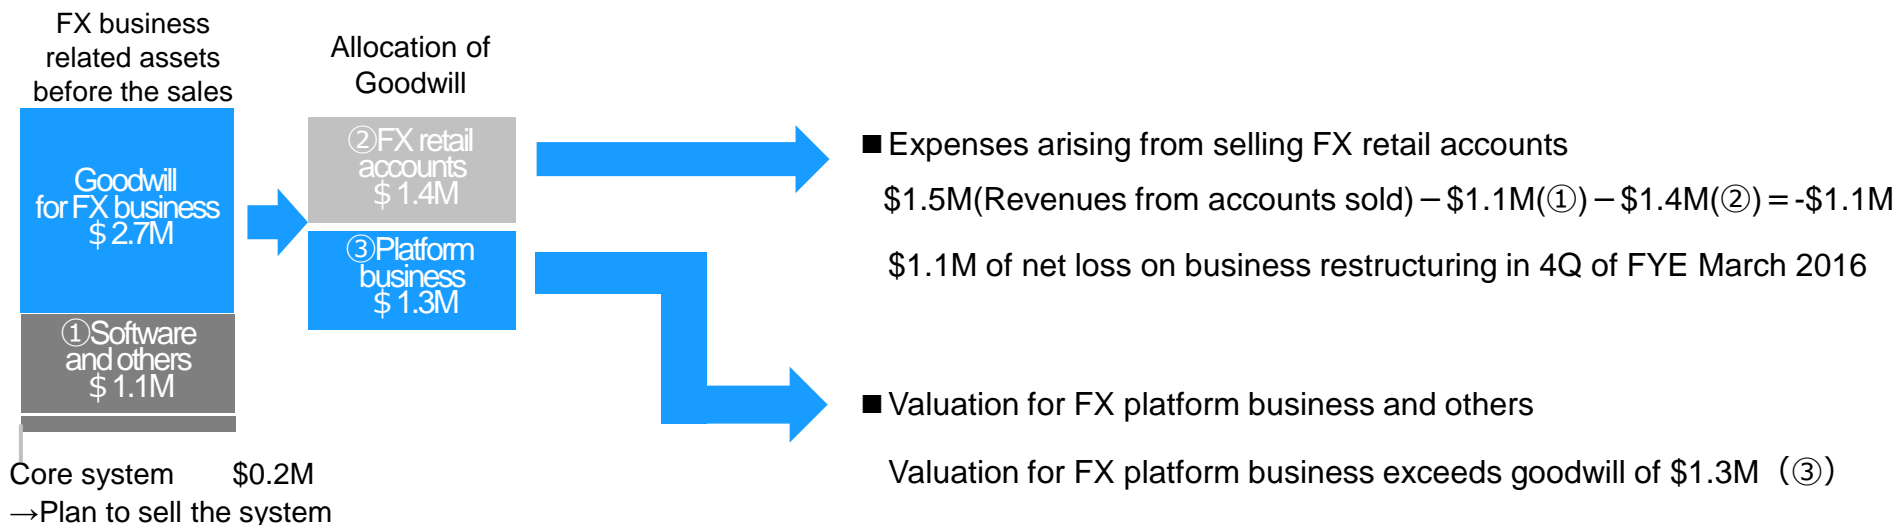 FX business
related assets
before the sales
Goodwill
for FX business
$ 2.7M
①Software
and others
$ 1.1M
Core system $0.2M
→Plan to sell the system
Allocation of
Goodwill
②FX retail
accounts
$ 1.4M
③Platform
business
$ 1.3M
■ Expenses arising from selling FX retail accounts
$1.5M(Revenues from accounts sold)－$1.1M(①)－$1.4M(②)＝-$1.1M
$1.1M of net loss on business restructuring in 4Q of FYE March 2016
■ Valuation for FX platform business and others
Valuation for FX platform business exceeds goodwill of $1.3M（③）